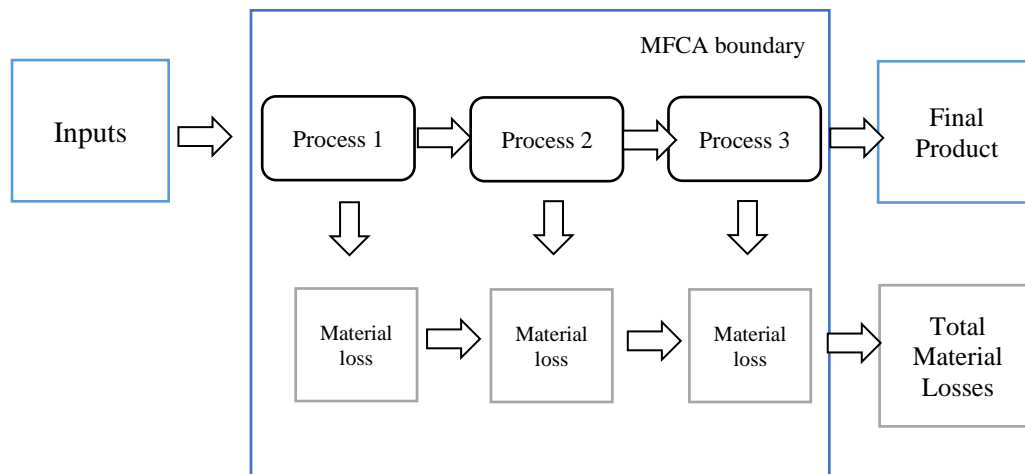 MFCA boundary
Inputs
Process 1
Process 2
Process 3
Final
Product
Material
loss
Material
loss
Material
loss
Total
Material
Losses